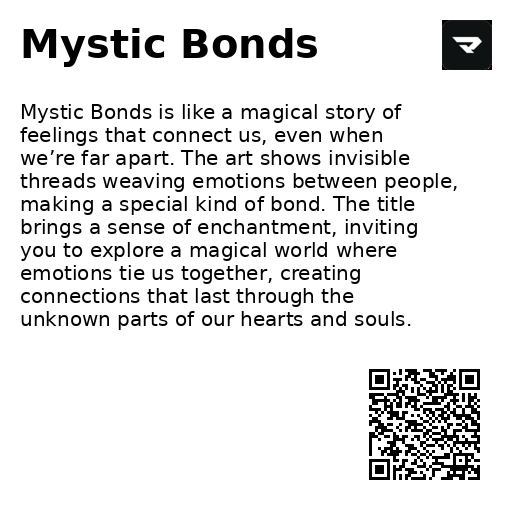 Mystic Bonds
Mystic Bonds is like a magical story of
feelings that connect us, even when
we’re far apart. The art shows invisible
threads weaving emotions between people,
making a special kind of bond. The title
brings a sense of enchantment, inviting
you to explore a magical world where
emotions tie us together, creating
connections that last through the
unknown parts of our hearts and souls.